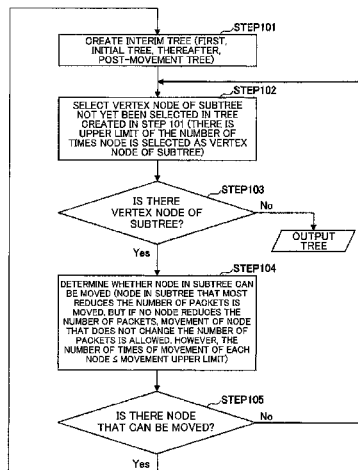 STEP101
CREATE INTERIM TREE (FIRST,
INITIAL TREE, THEREAFTER,
POST-MOVEMENT TREE)
STEP102
SELECT VERTEX NODE OF SUBTREE
NOT YET BEEN SELECTED IN TREE
CREATED IN STEP 101 (THERE IS
UPPER LIMIT OF THE NUMBER OF
TIMES NODE IS SELECTED AS VERTEX
NODE OF SUBTREE)
STEP103
IS THERE
VERTEX NODE OF
SUBTREE?
No
OUTPUT
TREE
Yes
STEP104
DETERMINE WHETHER NODE IN SUBTREE CAN
BE MOVED (NODE IN SUBTREE THAT MOST
REDUCES THE NUMBER OF PACKETS IS
MOVED, BUT IF NO NODE REDUCES THE
NUMBER OF PACKETS, MOVEMENT OF NODE
THAT DOES NOT CHANGE THE NUMBER OF
PACKETS IS ALLOWED. HOWEVER, THE
NUMBER OF TIMES OF MOVEMENT OF EACH
NODE ≤ MOVEMENT UPPER LIMIT)
STEP105
IS THERE NODE
THAT CAN BE MOVED?
No
Yes